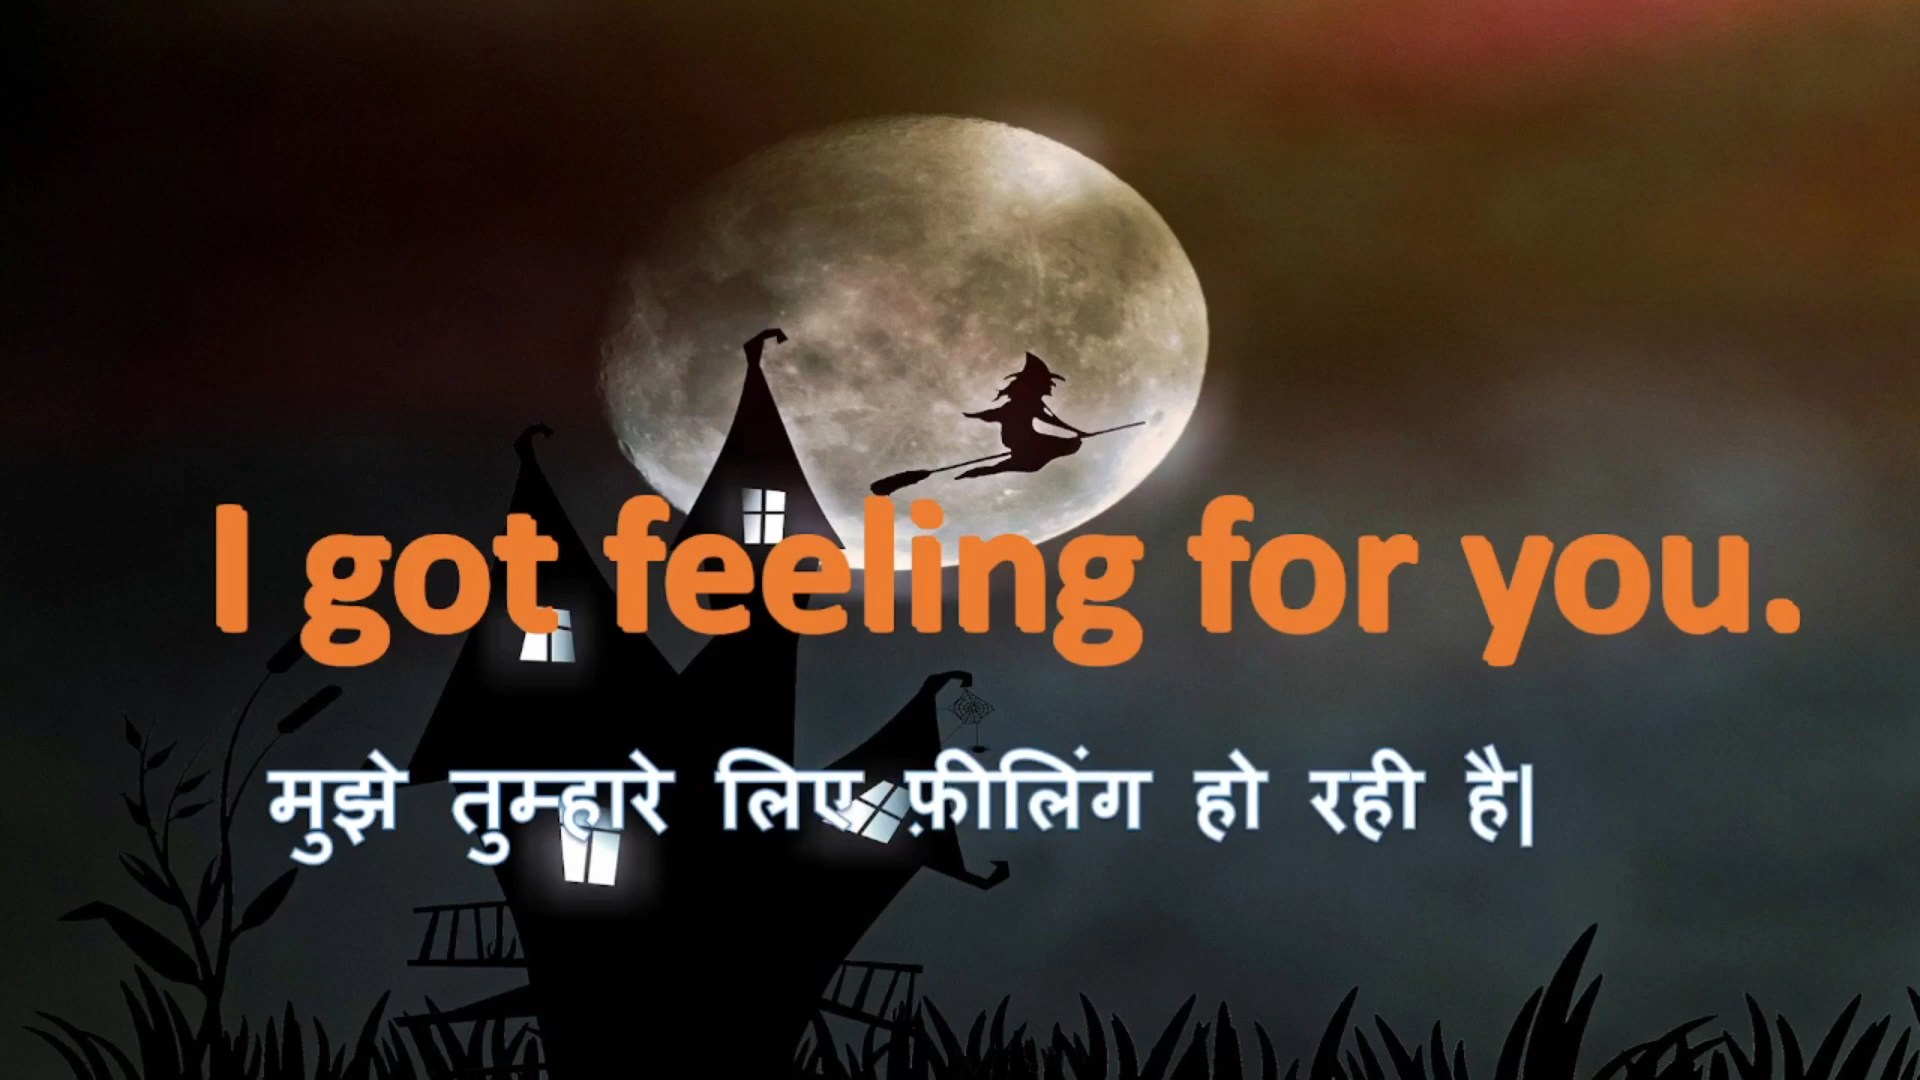 I got feeling for you.
मुझे तुम्हारे लिए फ़ीलिंग हो रही है|